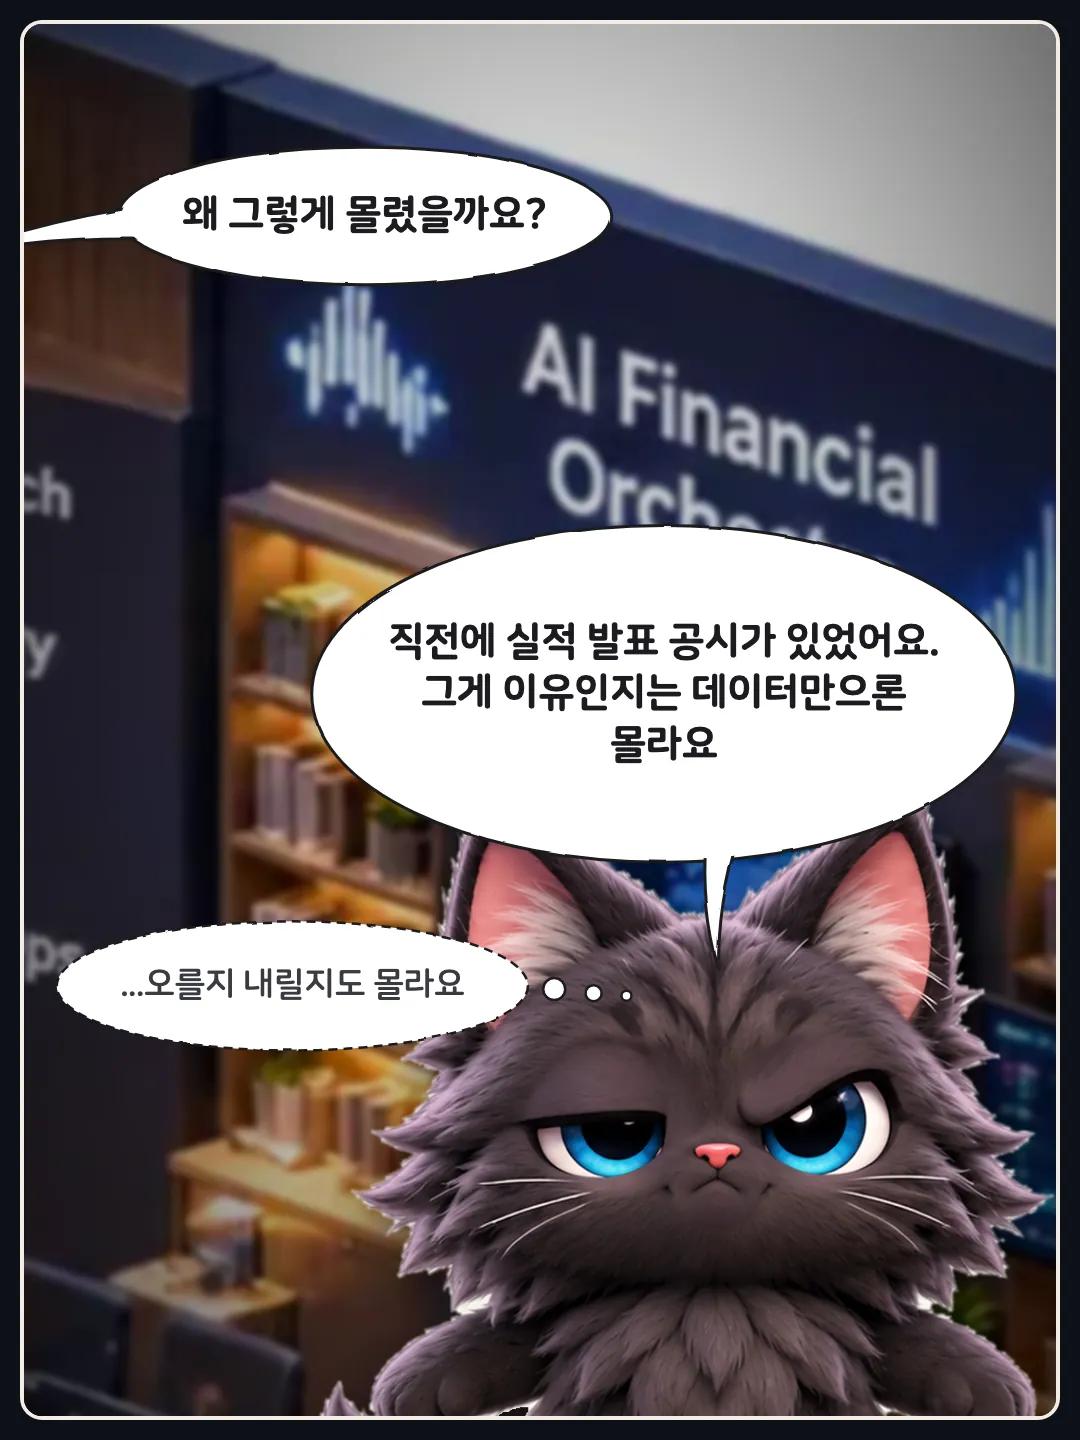 왜 그렇게 몰렸을까요?
AI Financial
직전에 실적 발표 공시가 있었어요.
그게 이유인지는 데이터만으론
몰라요
...오를지 내릴지도 몰라요